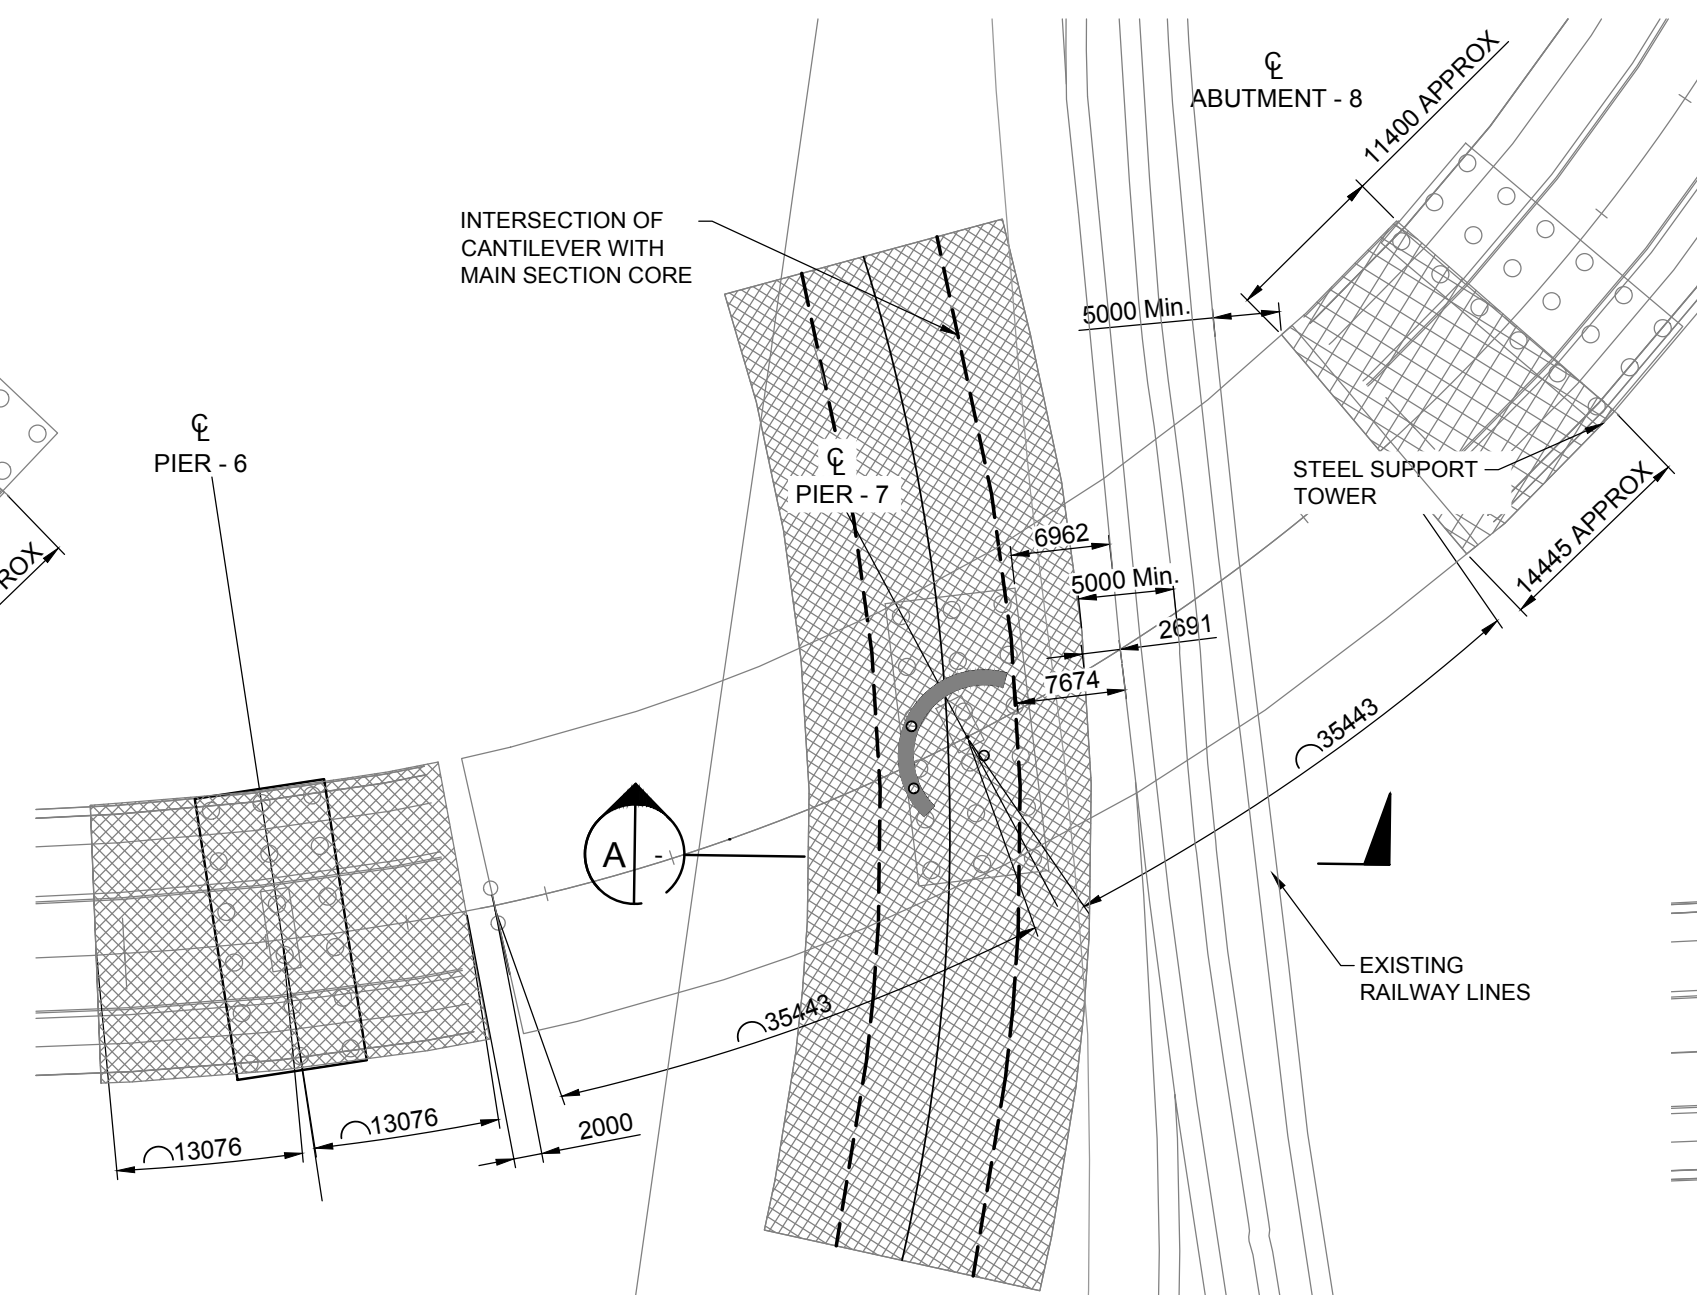 ℄
ABUTMENT - 8
11400 APPROX
INTERSECTION OF
CANTILEVER WITH
MAIN SECTION CORE
5000 Min.
℄
PIER - 6
℄
PIER - 7
STEEL SUPPORT
TOWER
14445 APPROX
ROX
6962
5000 Min.
2691
7674
35443
A
-
EXISTING
RAILWAY LINES
35443
13076
13076
2000